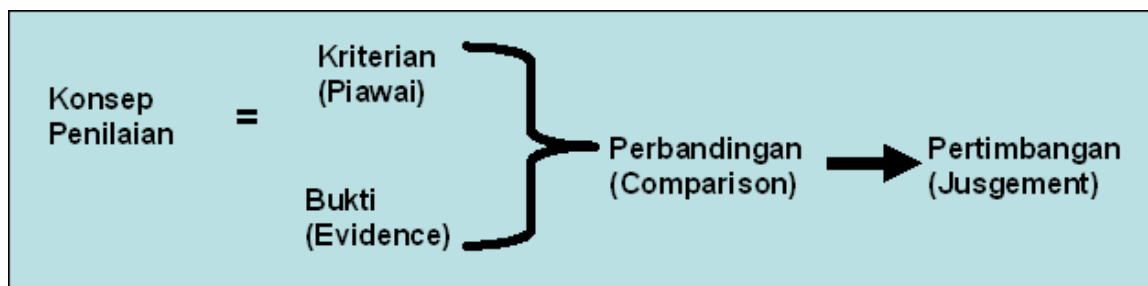 Konsep
Penilaian
=
Kriterian
(Piawai)
Bukti
(Evidence)
Perbandingan
(Comparison)
Pertimbangan
(Jusgement)